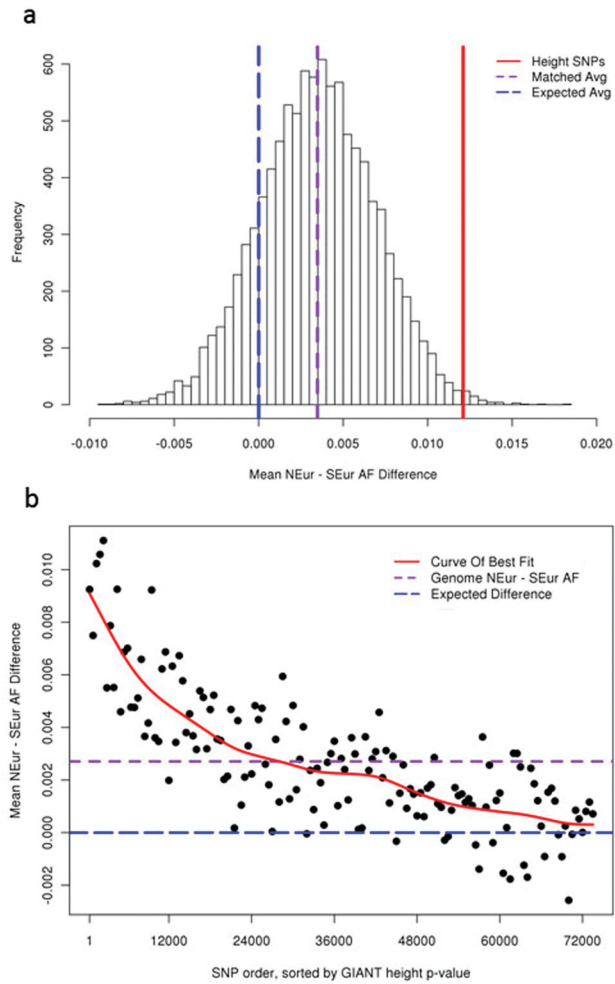 a
600
500
400
300
200
100
0
Frequency
Height SNPs
Matched Avg
Expected Avg
-0.010
-0.005
0.000
0.005
0.010
0.015
0.020
Mean NEur - SEur AF Difference
b
0.010
0.008
0.006
0.004
0.002
0.000
-0.002
Mean NEur - SEur AF Difference
Curve Of Best Fit
Genome NEur - SEur AF
Expected Difference
1
12000
24000
36000
48000
60000
72000
SNP order, sorted by GIANT height p-value